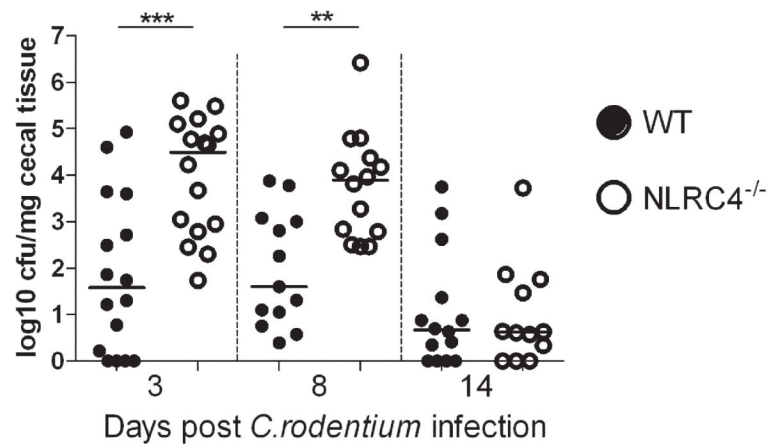 *** **
7
6
5
4
3
2
1
0
log10 cfu/mg cecal tissue
3 8 14
Days post C.rodentium infection
WT
NLRC4-/-